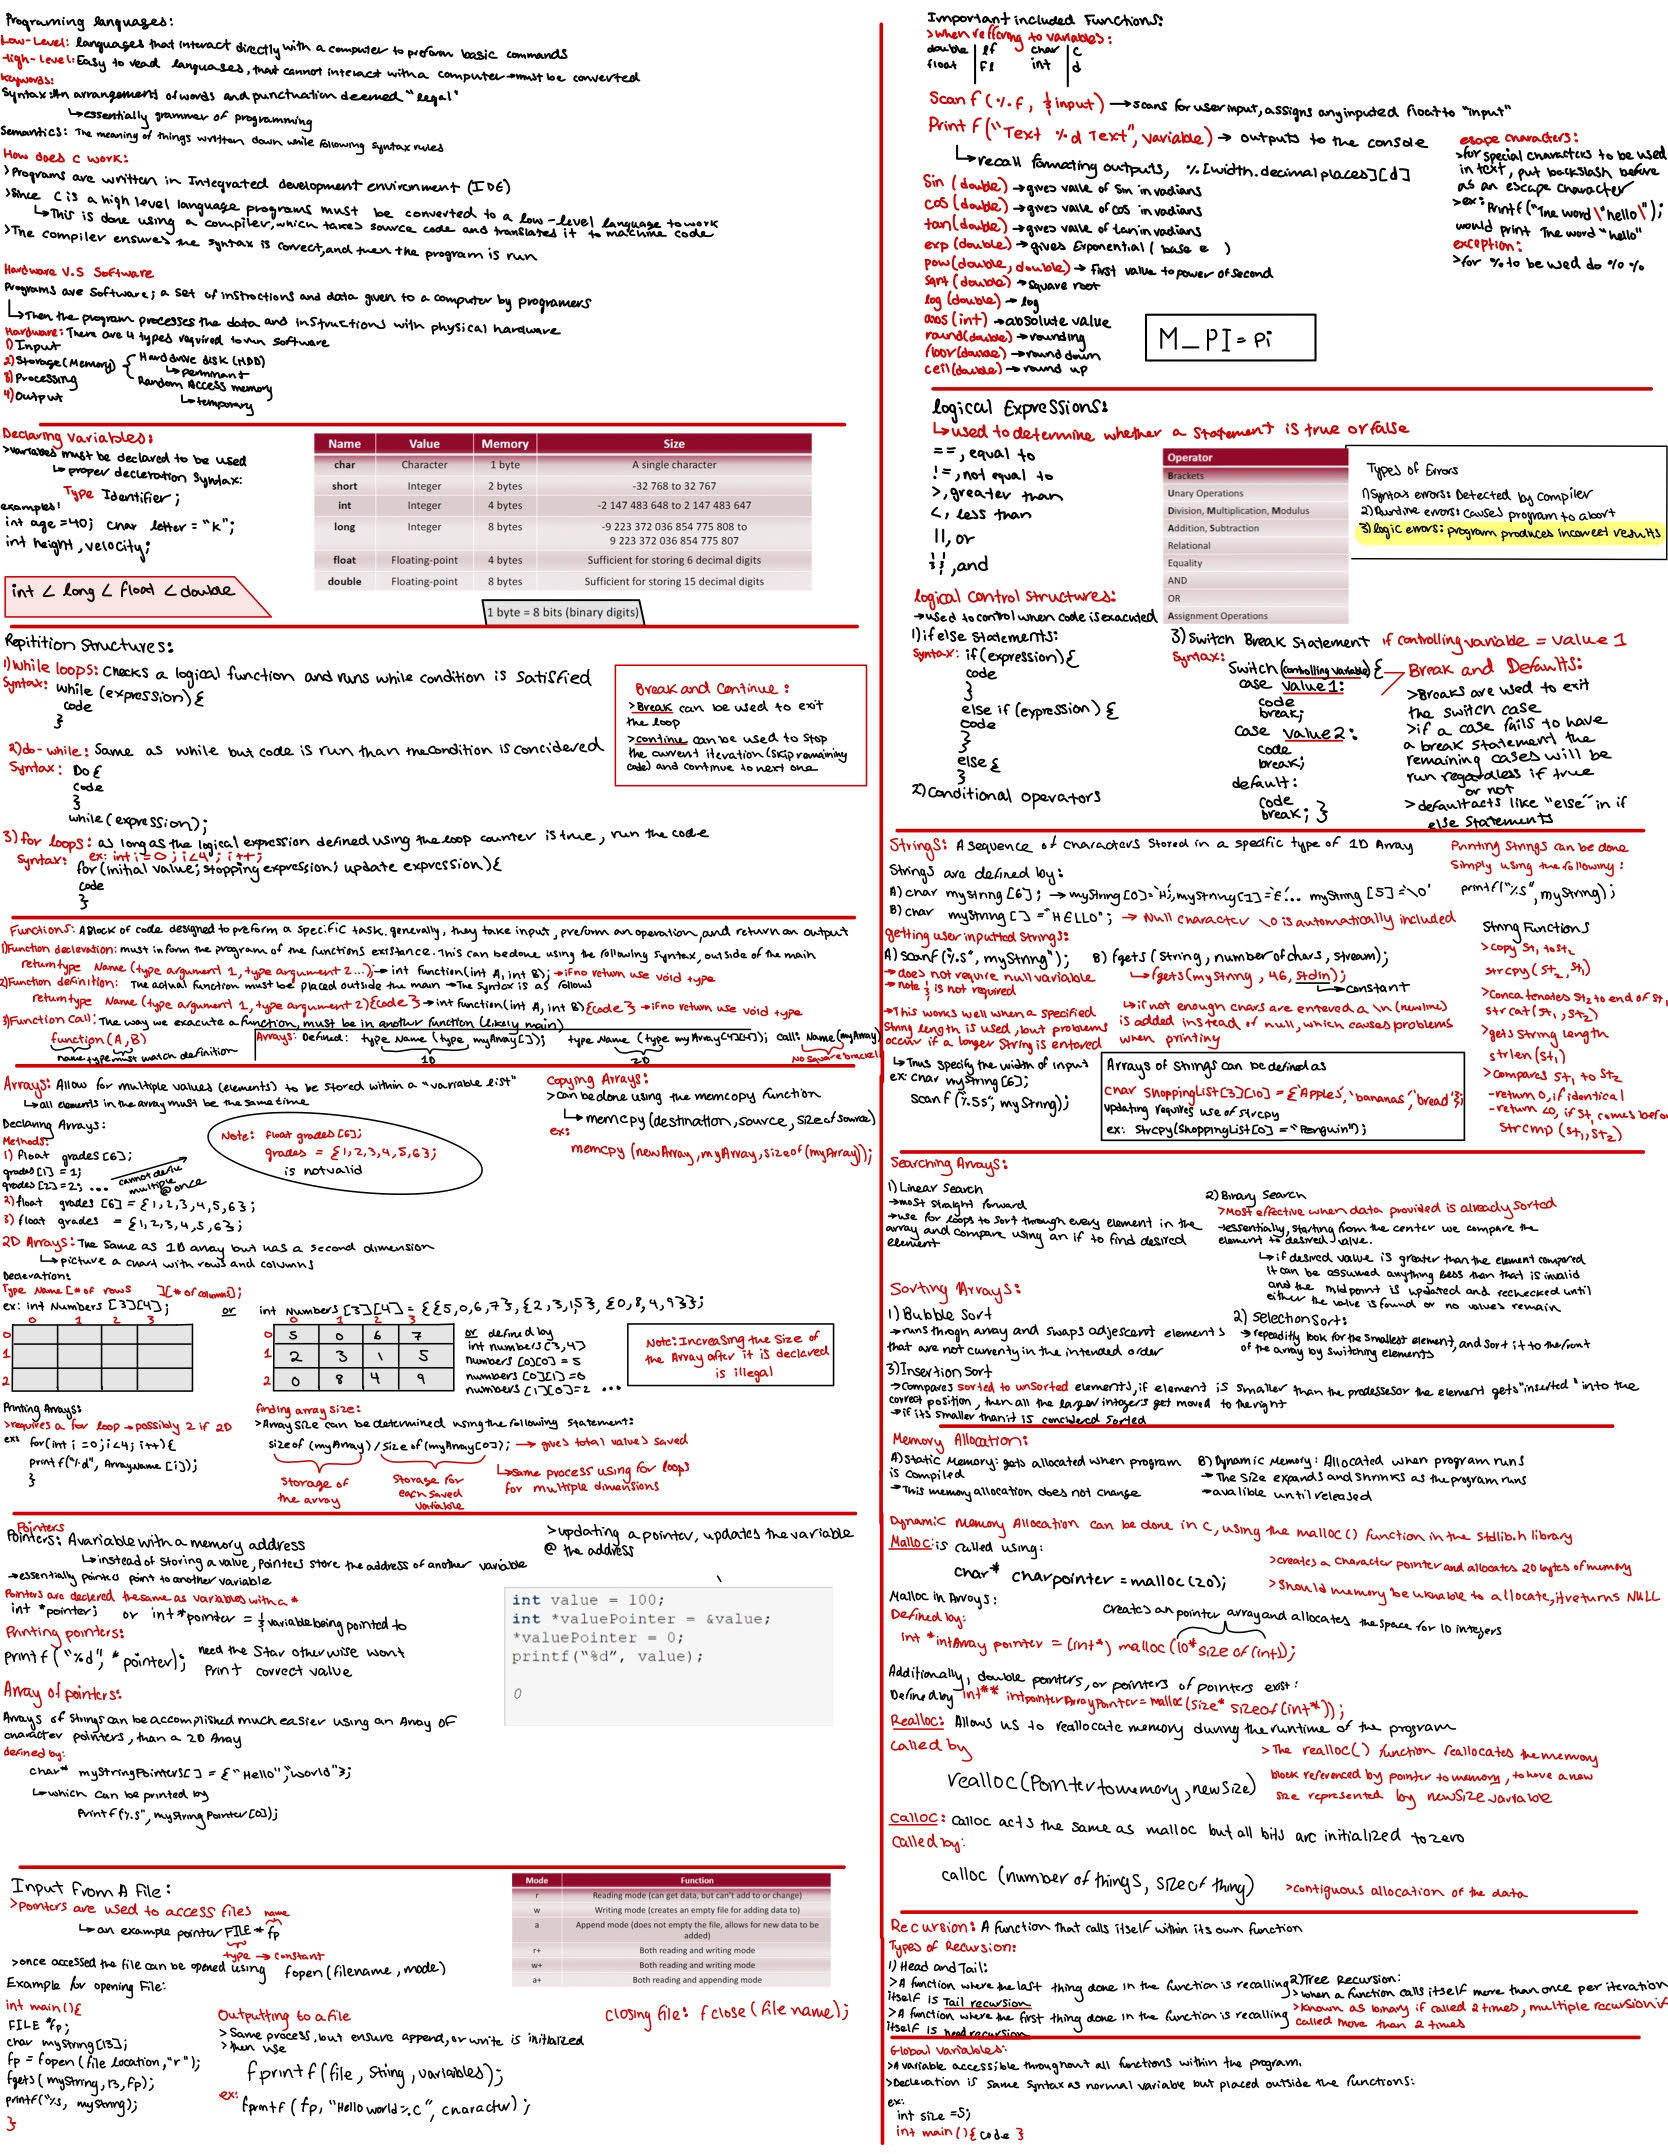 Programing languages:
Low-Level: languages that interact directly with a computer to preform basic commands
High-level: Easy to read languages, that cannot interact with a computer→must be converted
keywords:
Syntax: An arrangement of words and punctuation deemed "legal"
↳essentially grammer of programming
Semantics: The meaning of things written down while following syntax rules
How does c work:
>Programs are written in Integrated development environment (IDE)
>Since C is a high level language programs must be converted to a low-level language to work
↳This is done using a compiler, which takes source code and translates it to machine code
>The compiler ensures the syntax is correct, and then the program is run
Hardware V.S Software
Programs are Software; a set of instructions and data given to a computer by programers
↳Then the program processes the data and instructions with physical hardware
Hardware: There are 4 types required to run software
1) Input
2) Storage (Memory) { Hard drive disk (HDD)
↳permnant
Random Access memory
↳temporary
3) Processing
4) Output
Declaring variables:
>variables must be declared to be used
↳proper decleration Syntax:
Type Identifier;
examples:
int age =40; char letter = "k";
int height, velocity;
int < long < float < double
Name Value Memory Size
char Character 1 byte A single character
short Integer 2 bytes -32 768 to 32 767
int Integer 4 bytes -2 147 483 648 to 2 147 483 647
long Integer 8 bytes -9 223 372 036 854 775 808 to
9 223 372 036 854 775 807
float Floating-point 4 bytes Sufficient for storing 6 decimal digits
double Floating-point 8 bytes Sufficient for storing 15 decimal digits
1 byte = 8 bits (binary digits)
Repitition Structures:
1) while loops: Checks a logical function and runs while condition is satisfied
Syntax: while (expression) {
code
}
2) do-while: Same as while but code is run than the condition is concidered
Syntax: Do {
code
}
while (expression);
3) for loops: as long as the logical expression defined using the loop counter is true, run the code
ex: int i=0; i<4; i++;
Syntax: for (initial value; stopping expression; update expression) {
code
}
Break and Continue:
>Break can be used to exit
the loop
>continue can be used to stop
the current iteration (skip remaining
code) and continue to next one
Functions: A block of code designed to preform a specific task. generally, they take input, preform an operation, and return an output
1) Function decleration: must inform the program of the functions existance. This can be done using the following syntax, outside of the main
returntype Name (type argument 1, type argument 2...);→int function(int A, int B);→if no return use void type
2) Function definition: The actual function must be placed outside the main →The syntax is as follows
returntype Name (type argument 1, type argument 2) {code}→int function(int A, int B) {code}→if no return use void type
3) Function Call: The way we execute a function, must be in another function (likely main)
function (A, B)
name+type must match definition
Arrays: Defined: type Name (type myArray[]); type Name (type myArray[4][4]); call: Name (myArray)
1D 2D No square brackets
Arrays: Allow for multiple values (elements) to be stored within a "variable list"
↳all elements in the array must be the same time
Declaring Arrays:
Methods:
1) float grades [6];
grades [1] = 1;
grades [2] = 2; ... cannot define multiple @ once
2) float grades [6] = {1,2,3,4,5,6};
3) float grades = {1,2,3,4,5,6};
Note: float grades [6];
grades = {1,2,3,4,5,6};
is not valid
Copying Arrays:
>can be done using the memcopy function
↳memcpy (destination, source, size of source)
ex:
memcpy (newArray, myArray, sizeof (myArray));
2D Arrays: The same as 1D array but has a second dimension
↳picture a chart with rows and columns
Decleration:
Type Name [# of rows ][# of columns];
ex: int Numbers [3][4]; or int Numbers [3][4] = {{5,0,6,7}, {2,3,1,5}, {0,8,4,9}};
0 1 2 3 0 1 2 3
0 0 5 0 6 7
1 1 2 3 1 5
2 2 0 8 4 9
or defined by
int numbers [3,4]
numbers [0][0] = 5
numbers [0][1] = 0
numbers [1][0]=2 ...
Note: Increasing the size of
the Array after it is declared
is illegal
Printing Arrays:
>requires a for loop→possibly 2 if 2D
ex: for (int i =0; i<4; i++) {
printf("%d", ArrayName [i]);
}
finding array size:
>Array size can be determined using the following statement:
sizeof (myArray) / sizeof (myArray[0]); → gives total values saved
Storage of
the array
Storage for
each saved
variable
↳same process using for loops
for multiple dimensions
Pointers
Pointers: A variable with a memory address
↳instead of storing a value, pointers store the address of another variable
→essentially pointed point to another variable
Pointers are declered the same as variables with a *
int *pointer; or int *pointer = & variable being pointed to
Printing pointers:
printf ("%d", *pointer); need the star otherwise wont
print correct value
>updating a pointer, updates the variable
@ the address
int value = 100;
int *valuePointer = &value;
*valuePointer = 0;
printf("%d", value);
0
Array of pointers:
Arrays of Strings can be accomplished much easier using an Array of
character pointers, than a 2D Array
defined by:
char* myStringPointers[] = {"Hello", "world"};
↳which can be printed by
Printf(%s", myStringPointer [0]);
Input from A File:
>pointers are used to access files
↳an example pointer FILE * fp
name
type → constant
>once accessed the file can be opened using fopen (filename, mode)
Example for opening File:
int main () {
FILE *fp;
char myString [13];
fp = fopen (file location, "r");
fgets (myString, 13, fp);
printf("%s, myString);
}
Mode Function
r Reading mode (can get data, but can't add to or change)
w Writing mode (creates an empty file for adding data to)
a Append mode (does not empty the file, allows for new data to be
added)
r+ Both reading and writing mode
w+ Both reading and writing mode
a+ Both reading and appending mode
Outputting to a file
>Same process, but ensure append, or write is initialized
>then use
fprintf (file, string, variables);
ex: fprintf (fp, "Hello world %c", character);
closing file: fclose (file name);
Important included Functions:
>when reffering to variables:
double | lf char | c
float | f int | d
Scanf (%f, &input) →scans for user input, assigns any inputed float to "input"
Printf ("Text %d Text", variable) → outputs to the console
↳recall formating outputs, %[width.decimal places][d]
Sin (double) →gives value of sin in radians
cos (double) →gives value of cos in radians
tan (double) →gives value of tan in radians
exp (double) →gives Exponential (base e )
pow (double, double) → first value to power of second
sqrt (double) →square root
log (double) →log
abs (int) →absolute value
round (double) →rounding
floor (double) →round down
ceil (double) →round up
M_PI = pi
escape characters:
>for special characters to be used
in text, put backslash before
as an escape character
>ex: Printf ("The word \"hello\");
would print The word "hello"
exception:
>for % to be used do %%
logical Expressions:
↳used to determine whether a statement is true or false
==, equal to
!=, not equal to
>, greater than
<, less than
||, or
&&, and
Operator
Brackets
Unary Operations
Division, Multiplication, Modulus
Addition, Subtraction
Relational
Equality
AND
OR
Assignment Operations
Types of Errors
1) Syntax errors: Detected by compiler
2) Runtime errors: causes program to abort
3) logic errors: program produces incorrect results
logical control structures:
→used to control when code is exacuted
1) if else statements:
Syntax: if (expression) {
code
}
else if (expression) {
code
}
else {
}
2) Conditional operators
3) Switch Break Statement if controlling variable = value 1
Syntax:
Switch (controlling variable) {
case value 1:
code
break;
case value 2:
code
break;
default:
code
break; }
Break and Defaults:
>Breaks are used to exit
the switch case
>if a case fails to have
a break statement the
remaining cases will be
run regardless if true
or not
>default acts like "else" in if
else statements
Strings: A sequence of characters stored in a specific type of 1D Array
Strings are defined by:
A) char myString [6]; →myString[0]='H', myString[1]='E'... myString [5]='\0'
B) char myString [] ="HELLO"; → Null character \0 is automatically included
Printing Strings can be done
simply using the following:
printf("%s", myString);
getting user inputted strings:
A) scanf (%s", myString");
→does not require null variable
→note & is not required
→This works well when a specified
string length is used, but problems
occur if a longer string is entered
↳Thus specify the width of input
ex: char myString [6];
scanf (%5s", myString);
B) fgets (String, number of chars, stream);
↳fgets (myString, 46, stdin);
constant
↳if not enough chars are entered a \n (newline)
is added instead of null, which causes problems
when printing
Arrays of strings can be defined as
char shoppingList [3][10] = {'Apples', 'bananas', 'bread'};
updating requires use of strcpy
ex: Strcpy(ShoppingList [0] = "Penguin");
String Functions
>copy st1 to st2
strcpy (st2, st1)
>Concatenates st2 to end of st1
strcat (st1, st2)
>gets string length
strlen (st1)
>compares st1 to st2
-return 0, if identical
-return <0, if st1 comes before
strcmp (st1, st2)
Searching Arrays:
1) Linear Search
→most straight forward
→use for loops to sort through every element in the
array and compare using an if to find desired
element
2) Binary Search
>Most effective when data provided is already sorted
→essentially, starting from the center we compare the
element to desired value.
↳if desired value is greater than the element compared
it can be assumed anything less than that is invalid
and the midpoint is updated and rechecked until
either the value is found or no values remain
Sorting Arrays:
1) Bubble Sort
→runs throgh array and swaps adjescent elements
that are not currently in the intended order
2) Selection Sort:
→repeaditly look for the smallest element, and sort it to the front
of the array by switching elements
3) Insertion Sort
→Compares sorted to unsorted elements, if element is smaller than the predessesor the element gets "inserted" into the
correct position, then all the larger integers get moved to the right
→if its smaller than it is concidered sorted
Memory Allocation:
A) Static Memory: gets allocated when program
is compiled
→This memory allocation does not change
B) Dynamic Memory: Allocated when program runs
→The size expands and shrinks as the program runs
→availible until released
Dynamic memory Allocation can be done in c, using the malloc () function in the stdlib.h library
Malloc: is called using:
char* charpointer = malloc (20);
>creates a character pointer and allocates 20 bytes of memory
>Should memory be unable to allocate, it returns NULL
Malloc in Arrays:
Defined by:
creates an pointer array and allocates the space for 10 integers
int *intArray pointer = (int*) malloc (10* size of (int));
Additionally, double pointers, or pointers of pointers exist:
Defined by int** intpointerArrayPointer = malloc (size* sizeof (int*));
Realloc: Allows us to reallocate memory during the runtime of the program
called by
realloc (Pointer to memory, new size)
>The realloc() function reallocates the memory
block referenced by pointer to memory, to have a new
size represented by newSize variable
Calloc: Calloc acts the same as malloc but all bits are initialized to zero
Called by:
calloc (number of things, size of thing) >contiguous allocation of the data
Recursion: A function that calls itself within its own function
Types of Recursion:
1) Head and Tail:
>A function where the last thing done in the function is recalling
itself is Tail recursion
>A function where the first thing done in the function is recalling
itself is head recursion
2) Tree Recursion:
>when a function calls itself more than once per iteration
>known as binary if called 2 times, multiple recursion if
called more than 2 times
Global variables:
>A variable accessible throughout all functions within the program.
>Decleration is same syntax as normal variable but placed outside the functions:
ex:
int size =5;
int main () { code }